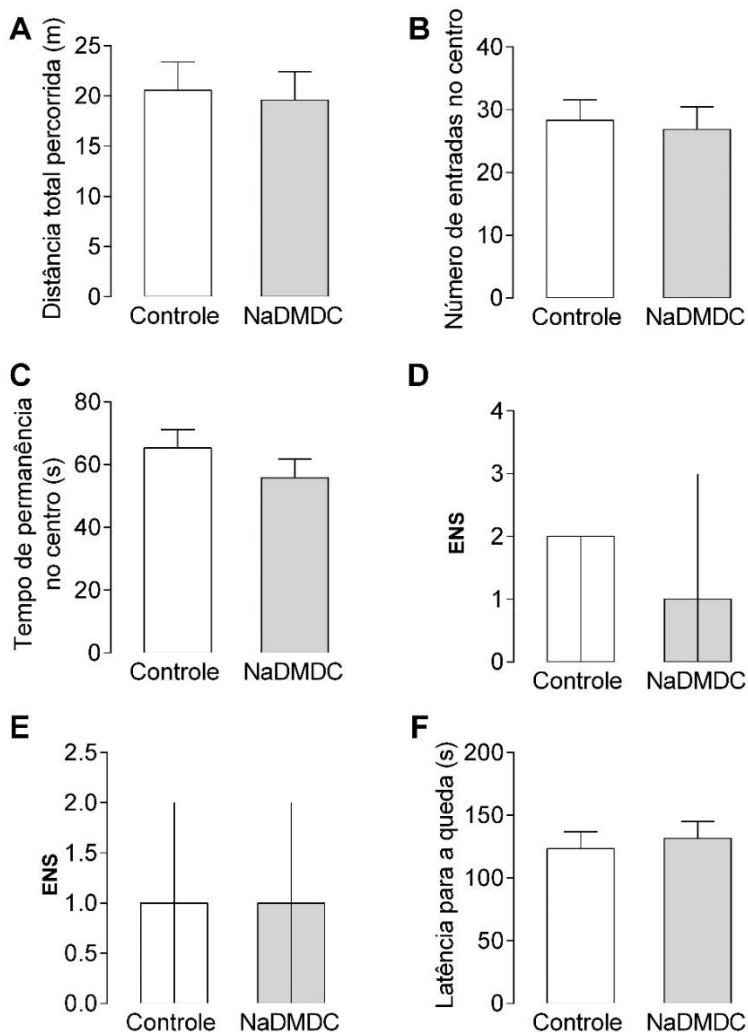 A
Distância total percorrida (m)
25
20
15
10
5
0
Controle NaDMDC
B
Número de entradas no centro
40
30
20
10
0
Controle NaDMDC
C
Tempo de permanência
no centro (s)
80
60
40
20
0
Controle NaDMDC
D
ENS
4
3
2
1
0
Controle NaDMDC
E
ENS
2.5
2.0
1.5
1.0
0.5
0.0
Controle NaDMDC
F
Latência para a queda (s)
200
150
100
50
0
Controle NaDMDC